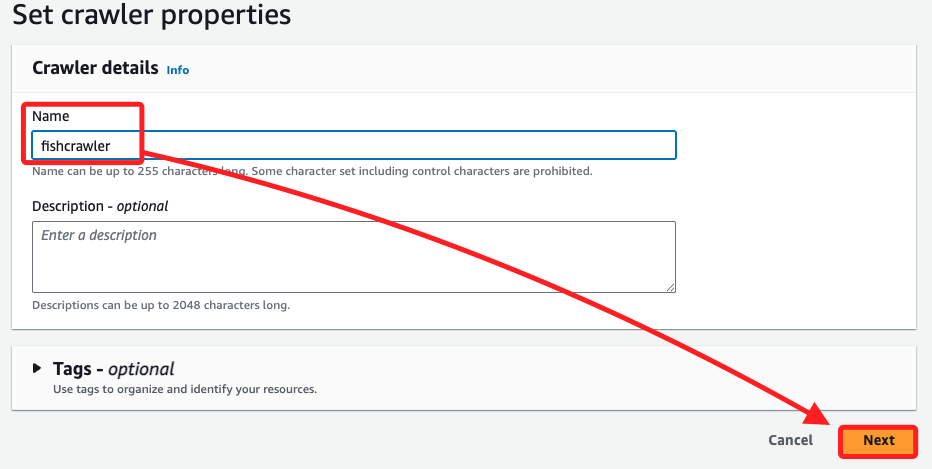 Set crawler properties
Crawler details Info
Name
fishcrawler
Name can be up to 255 characters long. Some character set including control characters are prohibited.
Description - optional
Enter a description
Descriptions can be up to 2048 characters long.
Tags - optional
Use tags to organize and identify your resources.
Cancel Next